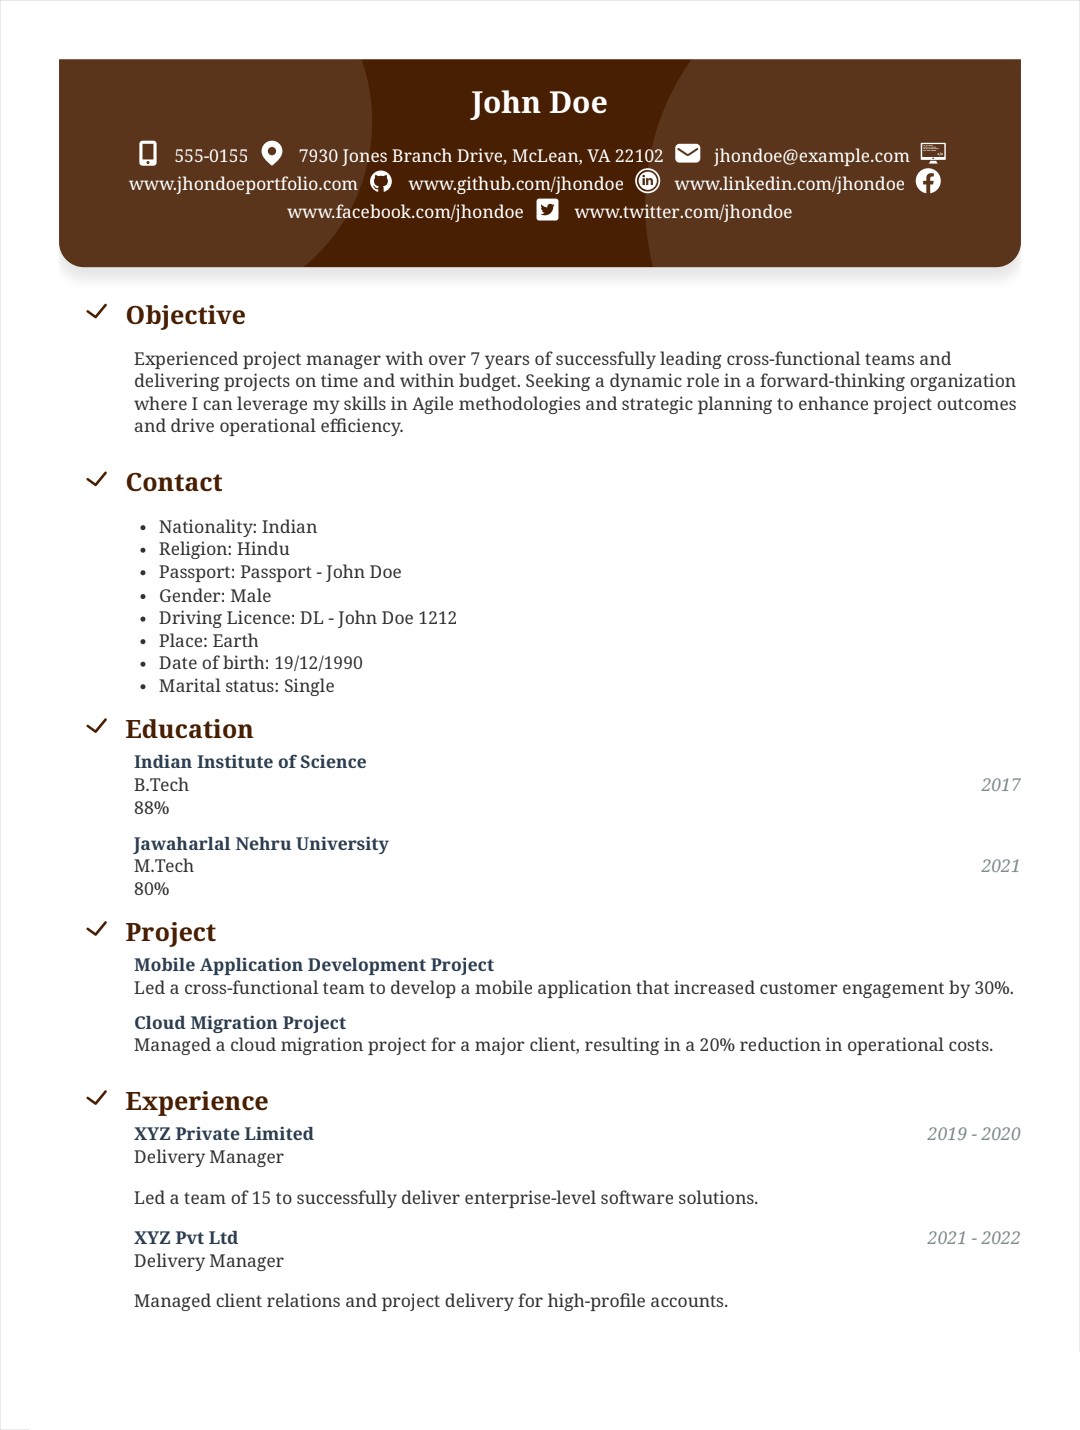 John Doe
555-0155 7930 Jones Branch Drive, McLean, VA 22102 jhondoe@example.com
www.jhondoeportfolio.com www.github.com/jhondoe www.linkedin.com/jhondoe
www.facebook.com/jhondoe www.twitter.com/jhondoe
Objective
Experienced project manager with over 7 years of successfully leading cross-functional teams and
delivering projects on time and within budget. Seeking a dynamic role in a forward-thinking organization
where I can leverage my skills in Agile methodologies and strategic planning to enhance project outcomes
and drive operational efficiency.
Contact
• Nationality: Indian
• Religion: Hindu
• Passport: Passport - John Doe
• Gender: Male
• Driving Licence: DL - John Doe 1212
• Place: Earth
• Date of birth: 19/12/1990
• Marital status: Single
Education
Indian Institute of Science
B.Tech 2017
88%
Jawaharlal Nehru University
M.Tech 2021
80%
Project
Mobile Application Development Project
Led a cross-functional team to develop a mobile application that increased customer engagement by 30%.
Cloud Migration Project
Managed a cloud migration project for a major client, resulting in a 20% reduction in operational costs.
Experience
XYZ Private Limited 2019 - 2020
Delivery Manager
Led a team of 15 to successfully deliver enterprise-level software solutions.
XYZ Pvt Ltd 2021 - 2022
Delivery Manager
Managed client relations and project delivery for high-profile accounts.